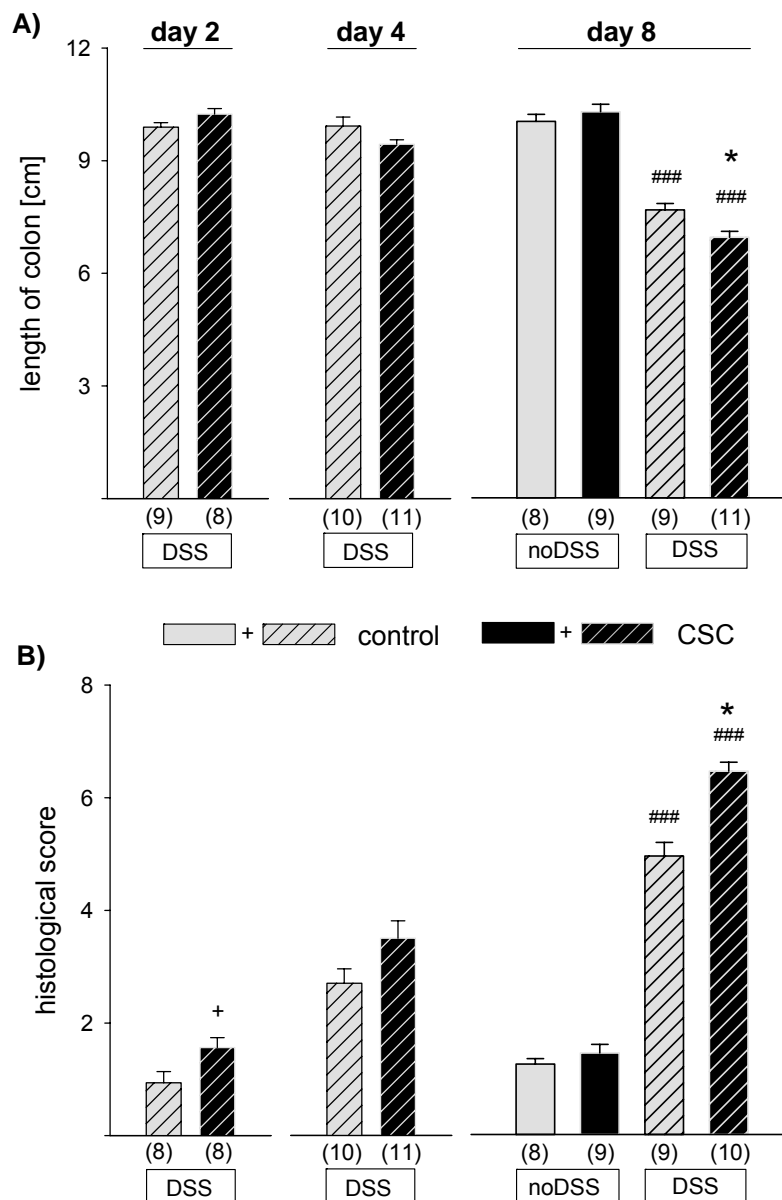 A)
day 2 day 4 day 8
12
9
6
3
length of colon [cm]
*
###
###
(9) (8) (10) (11) (8) (9) (9) (11)
DSS DSS noDSS DSS
+ control + CSC
B)
8
6
4
2
histological score
*
###
###
+
(8) (8) (10) (11) (8) (9) (9) (10)
DSS DSS noDSS DSS